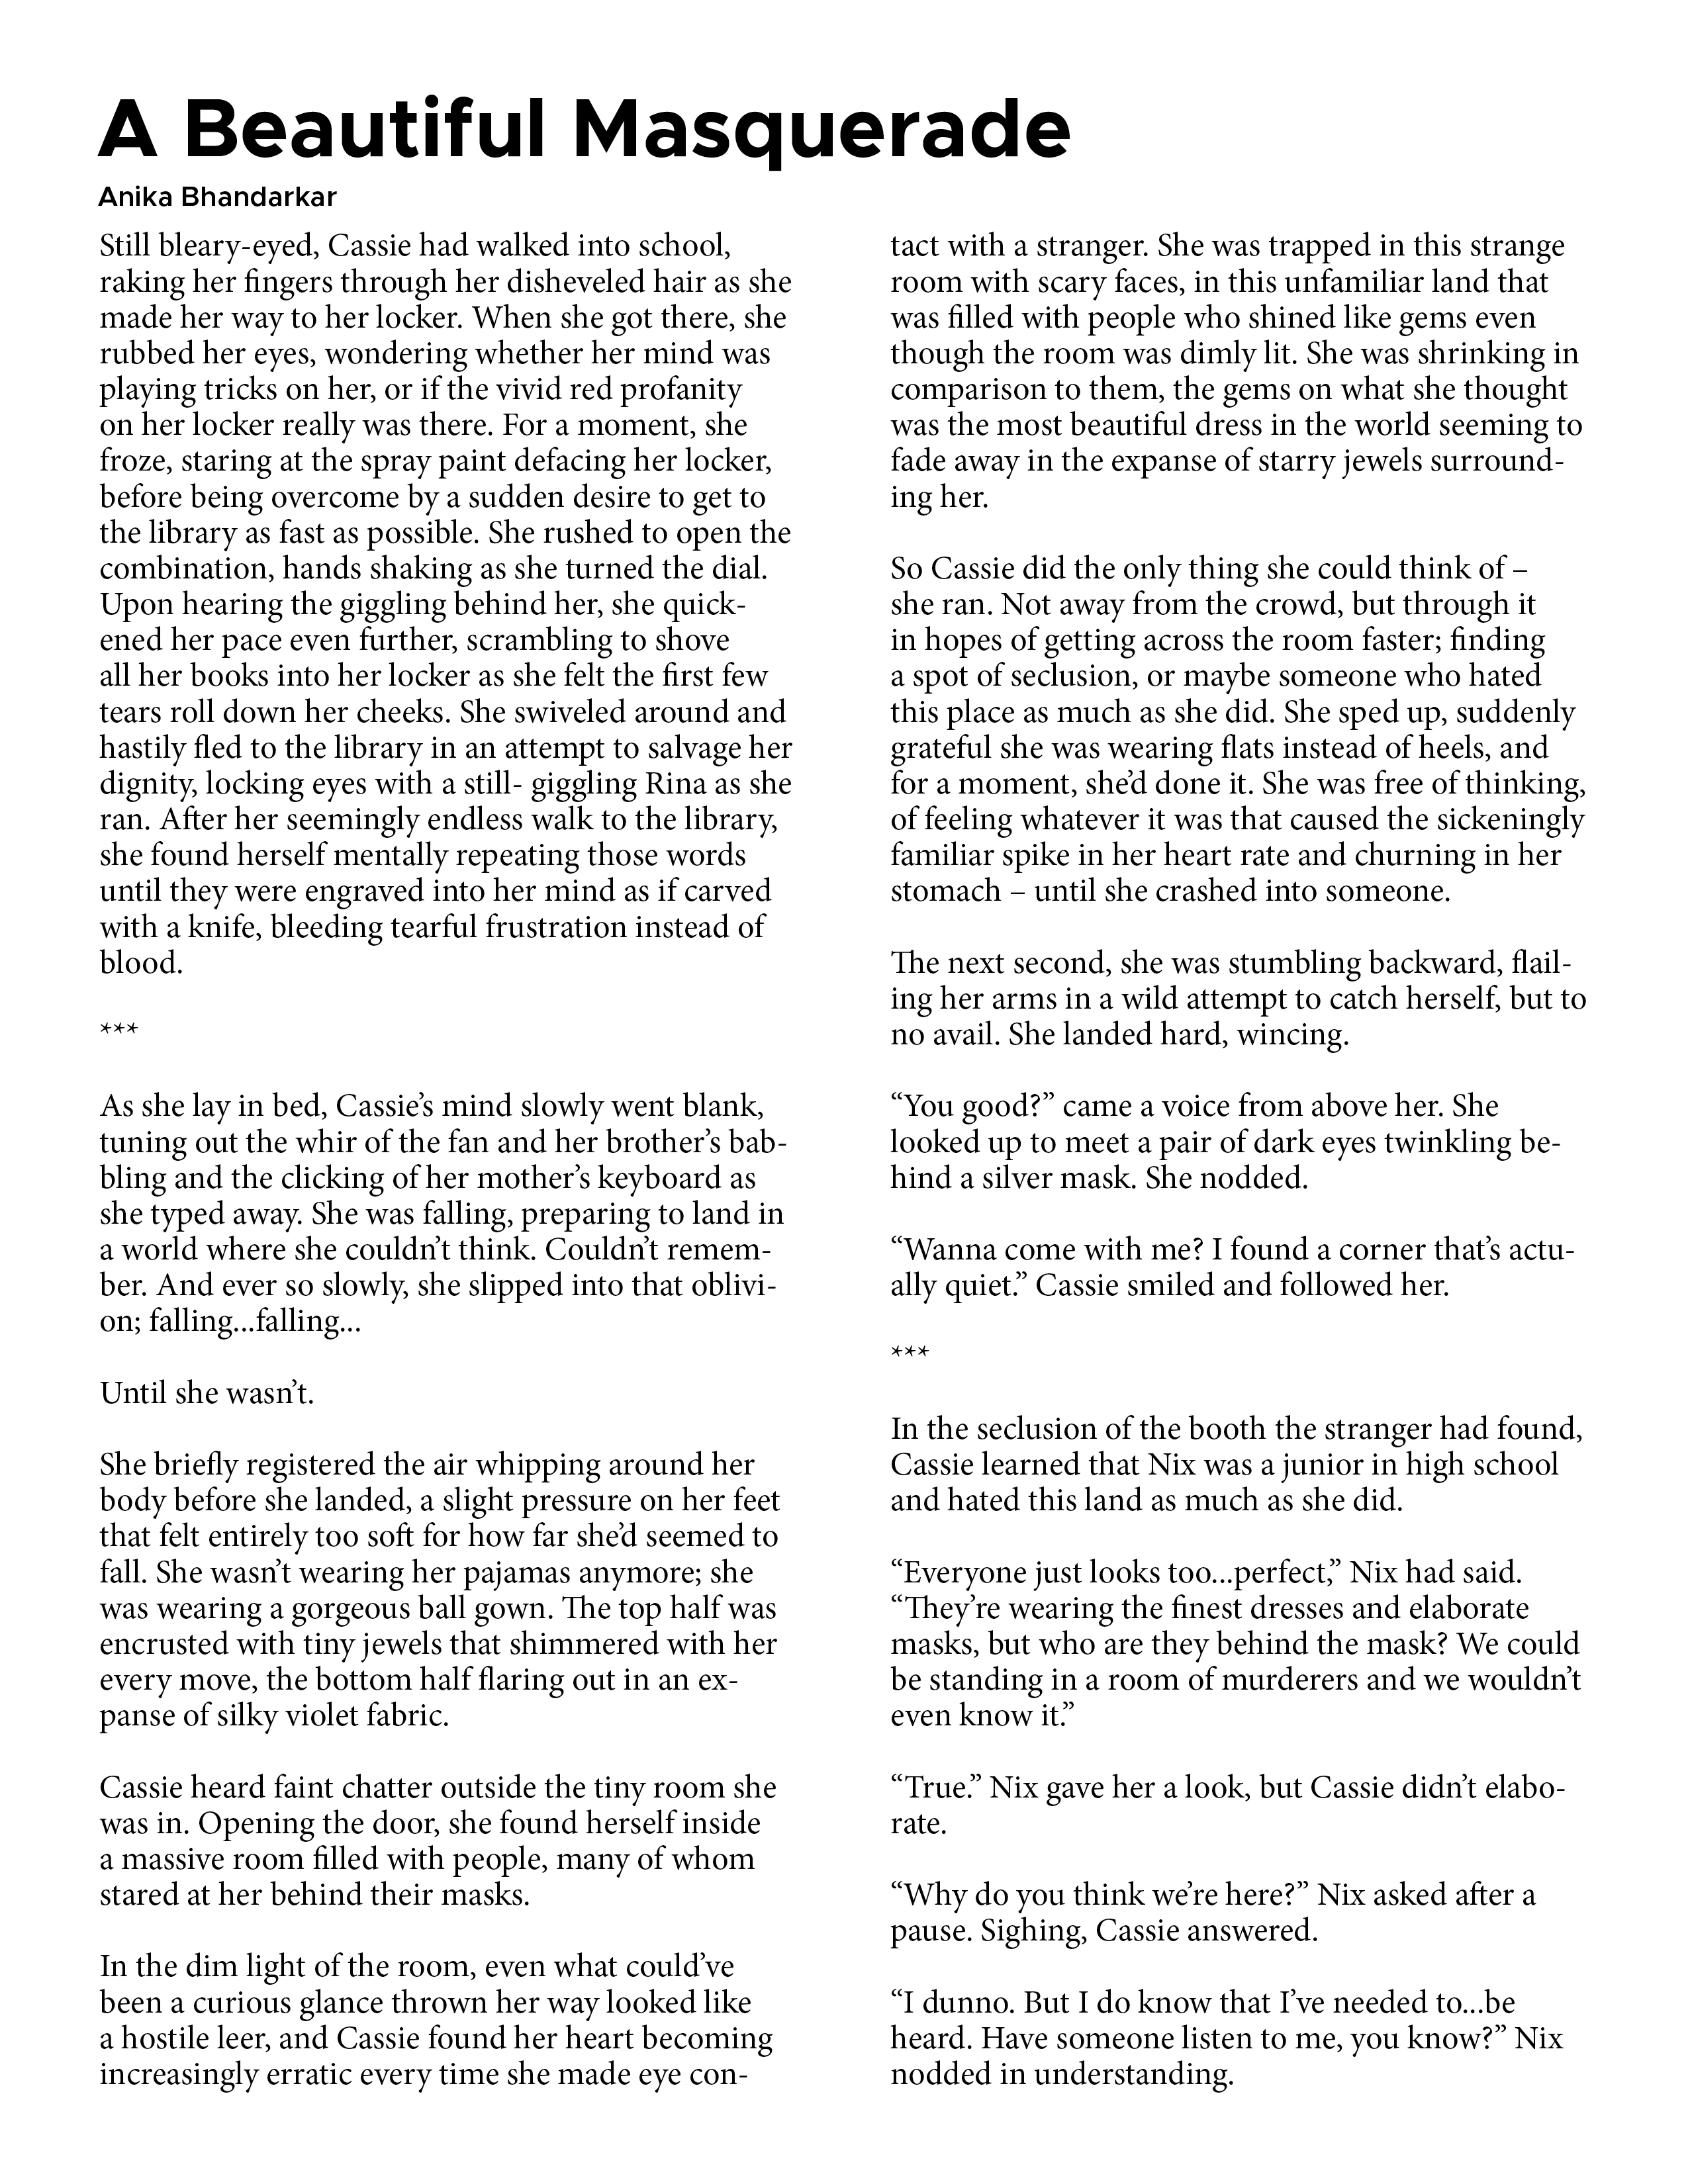 A Beautiful Masquerade
Anika Bhandarkar
Still bleary-eyed, Cassie had walked into school,
raking her fingers through her disheveled hair as she
made her way to her locker. When she got there, she
rubbed her eyes, wondering whether her mind was
playing tricks on her, or if the vivid red profanity
on her locker really was there. For a moment, she
froze, staring at the spray paint defacing her locker,
before being overcome by a sudden desire to get to
the library as fast as possible. She rushed to open the
combination, hands shaking as she turned the dial.
Upon hearing the giggling behind her, she quick-
ened her pace even further, scrambling to shove
all her books into her locker as she felt the first few
tears roll down her cheeks. She swiveled around and
hastily fled to the library in an attempt to salvage her
dignity, locking eyes with a still- giggling Rina as she
ran. After her seemingly endless walk to the library,
she found herself mentally repeating those words
until they were engraved into her mind as if carved
with a knife, bleeding tearful frustration instead of
blood.
***
As she lay in bed, Cassie’s mind slowly went blank,
tuning out the whir of the fan and her brother’s bab-
bling and the clicking of her mother’s keyboard as
she typed away. She was falling, preparing to land in
a world where she couldn’t think. Couldn’t remem-
ber. And ever so slowly, she slipped into that oblivi-
on; falling...falling...
Until she wasn’t.
She briefly registered the air whipping around her
body before she landed, a slight pressure on her feet
that felt entirely too soft for how far she’d seemed to
fall. She wasn’t wearing her pajamas anymore; she
was wearing a gorgeous ball gown. The top half was
encrusted with tiny jewels that shimmered with her
every move, the bottom half flaring out in an ex-
panse of silky violet fabric.
Cassie heard faint chatter outside the tiny room she
was in. Opening the door, she found herself inside
a massive room filled with people, many of whom
stared at her behind their masks.
In the dim light of the room, even what could’ve
been a curious glance thrown her way looked like
a hostile leer, and Cassie found her heart becoming
increasingly erratic every time she made eye con-
tact with a stranger. She was trapped in this strange
room with scary faces, in this unfamiliar land that
was filled with people who shined like gems even
though the room was dimly lit. She was shrinking in
comparison to them, the gems on what she thought
was the most beautiful dress in the world seeming to
fade away in the expanse of starry jewels surround-
ing her.
So Cassie did the only thing she could think of –
she ran. Not away from the crowd, but through it
in hopes of getting across the room faster; finding
a spot of seclusion, or maybe someone who hated
this place as much as she did. She sped up, suddenly
grateful she was wearing flats instead of heels, and
for a moment, she’d done it. She was free of thinking,
of feeling whatever it was that caused the sickeningly
familiar spike in her heart rate and churning in her
stomach – until she crashed into someone.
The next second, she was stumbling backward, flail-
ing her arms in a wild attempt to catch herself, but to
no avail. She landed hard, wincing.
“You good?” came a voice from above her. She
looked up to meet a pair of dark eyes twinkling be-
hind a silver mask. She nodded.
“Wanna come with me? I found a corner that’s actu-
ally quiet.” Cassie smiled and followed her.
***
In the seclusion of the booth the stranger had found,
Cassie learned that Nix was a junior in high school
and hated this land as much as she did.
“Everyone just looks too...perfect,” Nix had said.
“They’re wearing the finest dresses and elaborate
masks, but who are they behind the mask? We could
be standing in a room of murderers and we wouldn’t
even know it.”
“True.” Nix gave her a look, but Cassie didn’t elabo-
rate.
“Why do you think we’re here?” Nix asked after a
pause. Sighing, Cassie answered.
“I dunno. But I do know that I’ve needed to...be
heard. Have someone listen to me, you know?” Nix
nodded in understanding.